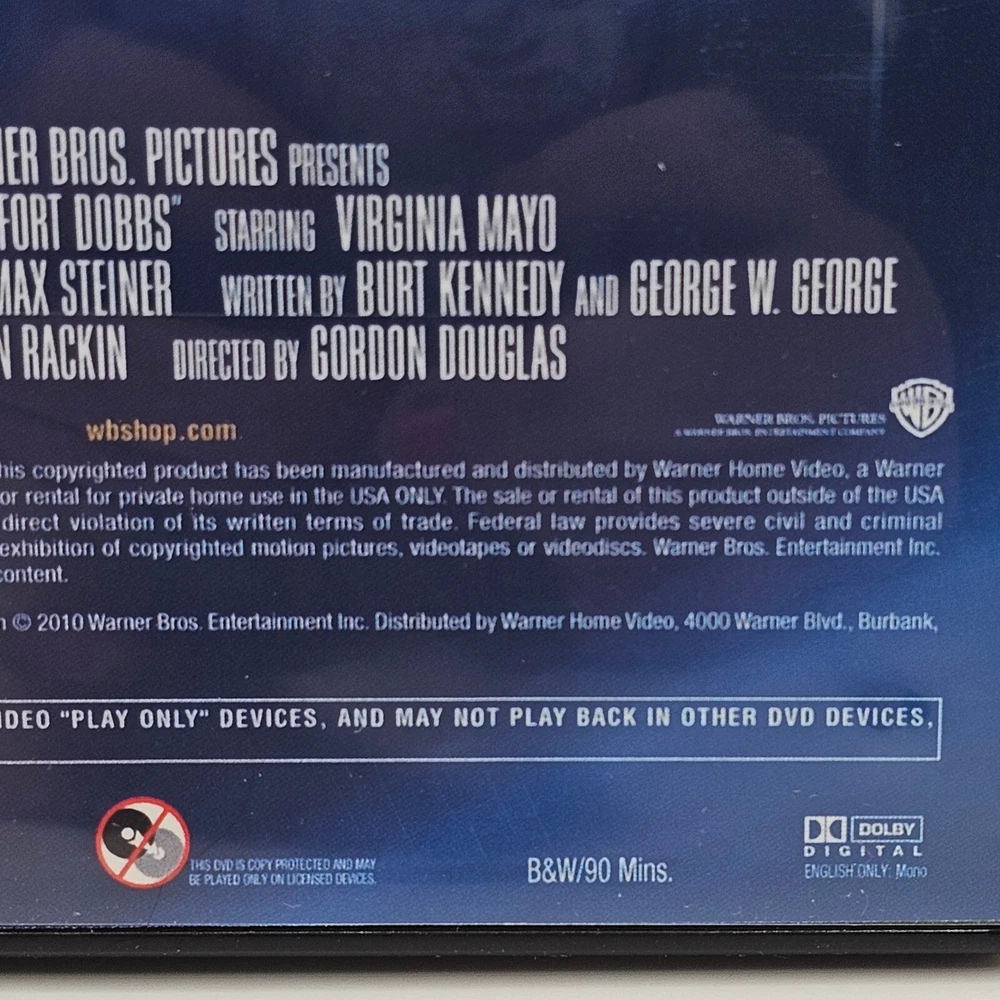 NER BROS. PICTURES PRESENTS
FORT DOBBS" STARRING VIRGINIA MAYO
MAX STEINER WRITTEN BY BURT KENNEDY AND GEORGE W. GEORGE
N RACKIN DIRECTED BY GORDON DOUGLAS
wbshop.com
WARNER BROS. PICTURES
A WARNER BROS. ENTERTAINMENT COMPANY
his copyrighted product has been manufactured and distributed by Warner Home Video, a Warner
or rental for private home use in the USA ONLY. The sale or rental of this product outside of the USA
direct violation of its written terms of trade. Federal law provides severe civil and criminal
exhibition of copyrighted motion pictures, videotapes or videodiscs. Warner Bros. Entertainment Inc.
content.
n © 2010 Warner Bros. Entertainment Inc. Distributed by Warner Home Video, 4000 Warner Blvd., Burbank,
IDEO "PLAY ONLY" DEVICES, AND MAY NOT PLAY BACK IN OTHER DVD DEVICES,
THIS DVD IS COPY PROTECTED AND MAY
BE PLAYED ONLY ON LICENSED DEVICES.
B&W/90 Mins.
DOLBY
DIGITAL
ENGLISH ONLY: Mono